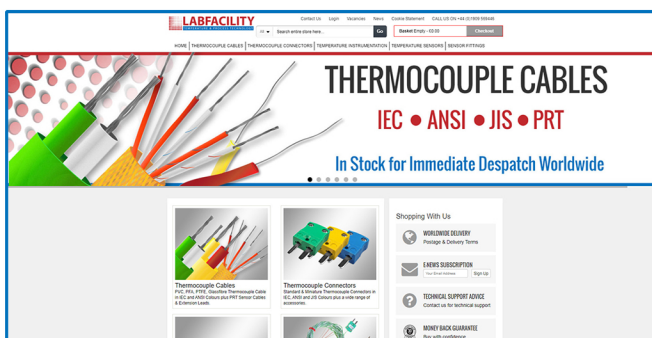 LABFACILITY
TEMPERATURE & PROCESS TECHNOLOGY
Contact Us Login Vacancies News Cookie Statement CALL US ON +44 (0)1909 569446
All Search entire store here... Go Basket Empty - £0.00 Checkout
HOME THERMOCOUPLE CABLES THERMOCOUPLE CONNECTORS TEMPERATURE INSTRUMENTATION TEMPERATURE SENSORS SENSOR FITTINGS
THERMOCOUPLE CABLES
IEC ● ANSI ● JIS ● PRT
In Stock for Immediate Despatch Worldwide
Thermocouple Cables
PVC, PFA, PTFE, Glassfibre Thermocouple Cable
in IEC and ANSI Colours plus PRT Sensor Cables
& Extension Leads.
Thermocouple Connectors
Standard & Miniature Thermocouple Connectors in
IEC, ANSI and JIS Colours plus a wide range of
accessories.
Shopping With Us
WORLDWIDE DELIVERY
Postage & Delivery Terms
E-NEWS SUBSCRIPTION
Your Email Address Sign Up
TECHNICAL SUPPORT ADVICE
Contact us for technical support
MONEY BACK GUARANTEE
Buy with confidence